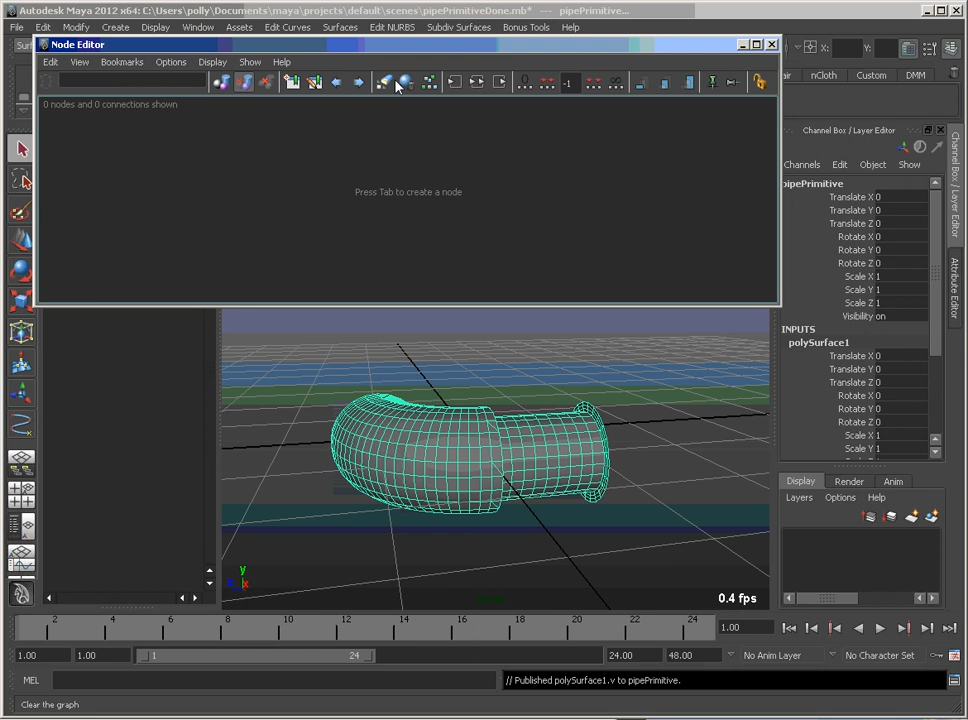 Autodesk Maya 2012 x64: C:\Users\polly\Documents\maya\projects\default\scenes\pipePrimitiveDone.mb* --- pipePrimitive...
File Edit Modify Create Display Window Assets Edit Curves Surfaces Edit NURBS Subdiv Surfaces Bonus Tools Help
Node Editor
X: Y: Z:
Edit View Bookmarks Options Display Show Help
nCloth Custom DMM
-1
0 nodes and 0 connections shown
Channel Box / Layer Editor
Channels Edit Object Show
pipePrimitive
Press Tab to create a node
Translate X 0
Translate Y 0
Translate Z 0
Rotate X 0
Rotate Y 0
Rotate Z 0
Scale X 1
Scale Y 1
Scale Z 1
Visibility on
INPUTS
polySurface1
Translate X 0
Translate Y 0
Translate Z 0
Rotate X 0
Rotate Y 0
Rotate Z 0
Scale X 1
Scale Y 1
Channel Box / Layer Editor
Attribute Editor
Display Render Anim
Layers Options Help
y
z x
0.4 fps
2 4 6 8 10 12 14 16 18 20 22 24
1.00
1.00 1.00 1 24 24.00 48.00 No Anim Layer No Character Set
MEL // Published polySurface1.v to pipePrimitive.
Clear the graph